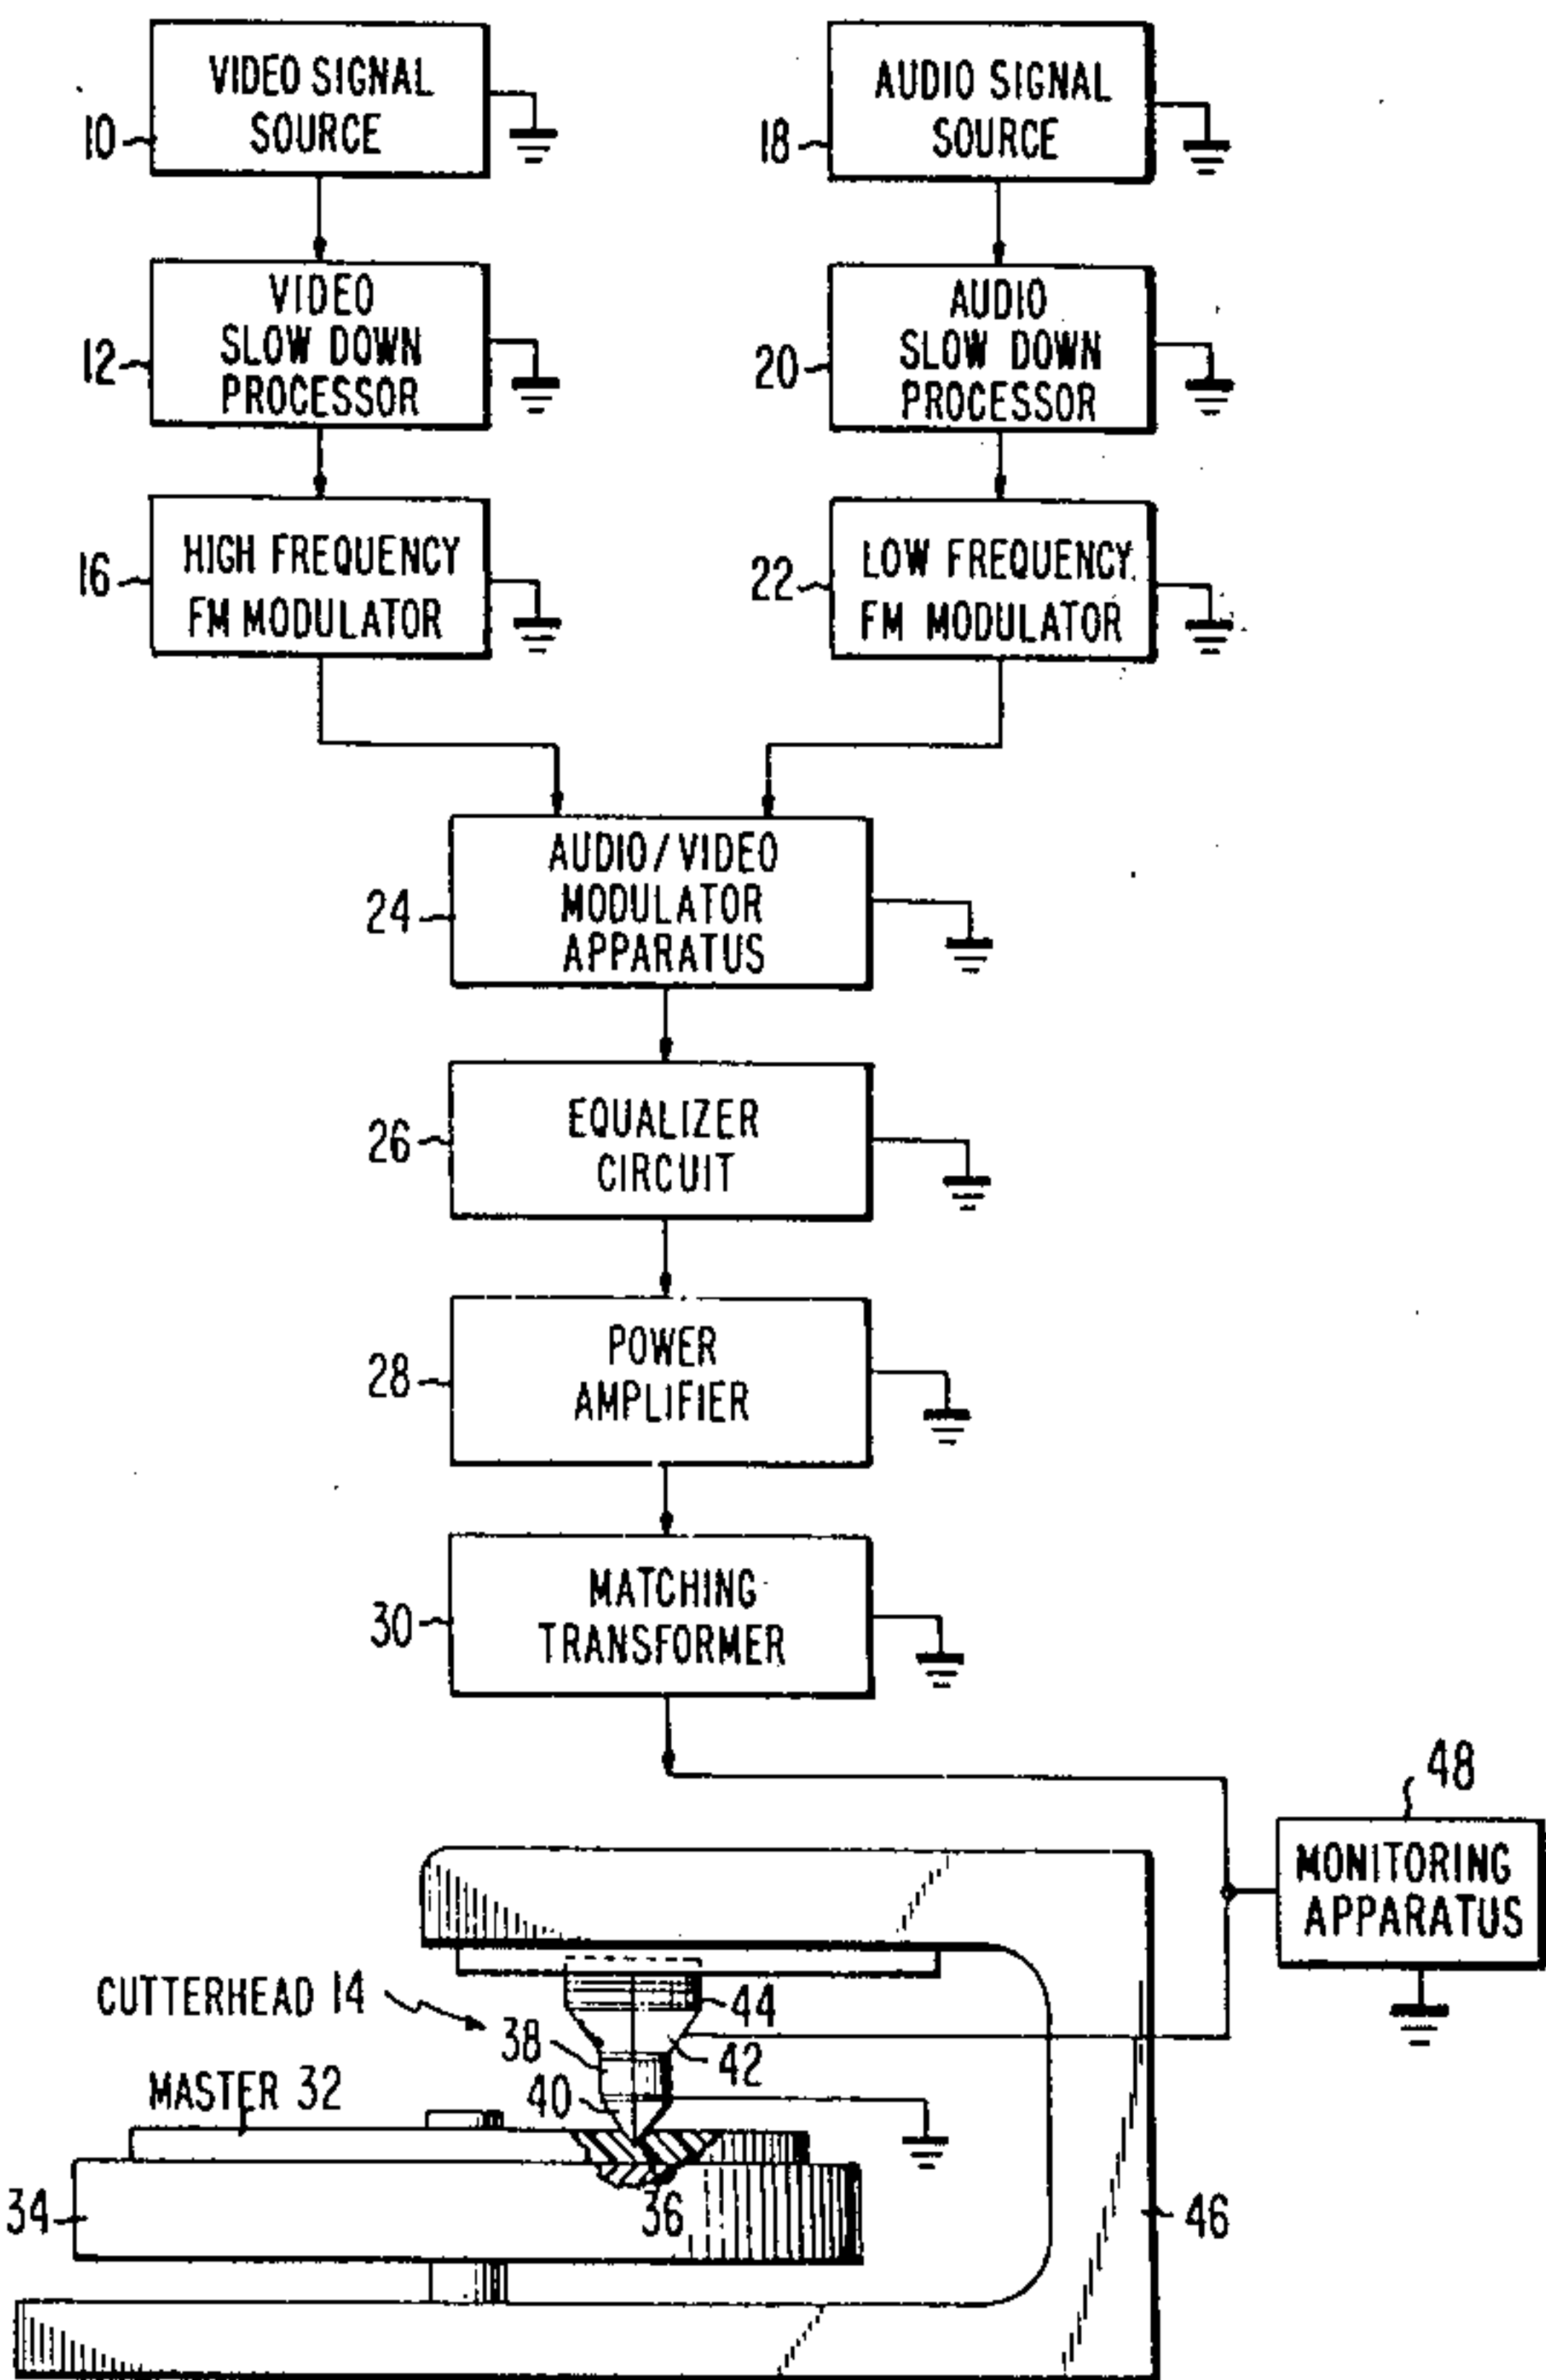 VIDEO SIGNAL
SOURCE
10
AUDIO SIGNAL
SOURCE
18
VIDEO
SLOW DOWN
PROCESSOR
12
AUDIO
SLOW DOWN
PROCESSOR
20
HIGH FREQUENCY
FM MODULATOR
16
LOW FREQUENCY
FM MODULATOR
22
AUDIO/VIDEO
MODULATOR
APPARATUS
24
EQUALIZER
CIRCUIT
26
POWER
AMPLIFIER
28
MATCHING
TRANSFORMER
30
48
MONITORING
APPARATUS
CUTTERHEAD 14
44
38
42
MASTER 32
40
34
36
46